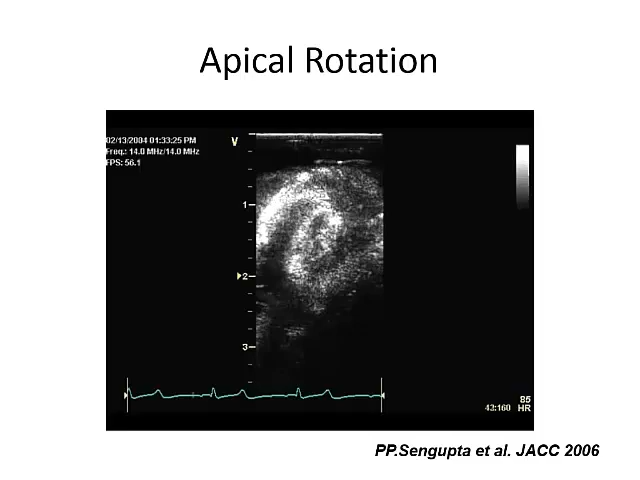 Apical Rotation
02/13/2004 01:33:25 PM
Freq.: 14.0 MHz/14.0 MHz
FPS: 56.1
V
1
2
3
85
43:160 HR
PP.Sengupta et al. JACC 2006